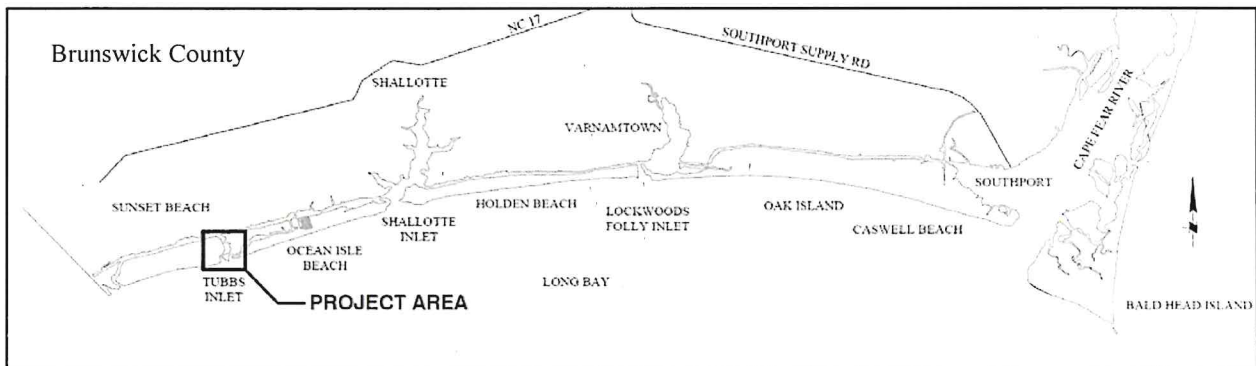 Brunswick County
NC 17
SOUTHPORT SUPPLY RD
SHALLOTTE
VARNAMTOWN
CAPE FEAR RIVER
SOUTHPORT
SUNSET BEACH
HOLDEN BEACH
OAK ISLAND
SHALLOTTE
INLET
LOCKWOODS
FOLLY INLET
CASWELL BEACH
OCEAN ISLE
BEACH
TUBBS
INLET
LONG BAY
PROJECT AREA
BALD HEAD ISLAND